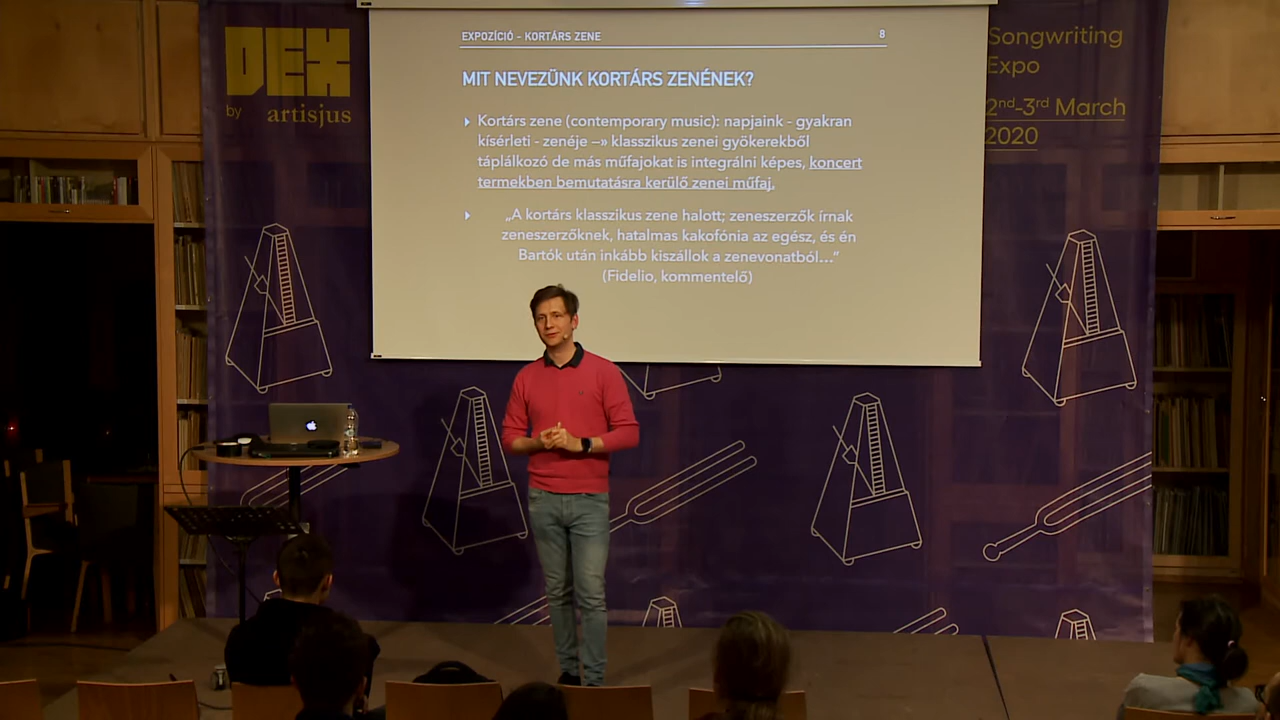 DEX
by artisjus
EXPOZÍCIÓ - KORTÁRS ZENE
8
MIT NEVEZÜNK KORTÁRS ZENÉNEK?
Kortárs zene (contemporary music): napjaink - gyakran
kísérleti - zenéje —» klasszikus zenei gyökerekből
táplálkozó de más műfajokat is integrálni képes, koncert
termekben bemutatásra kerülő zenei műfaj.
„A kortárs klasszikus zene halott; zeneszerzők írnak
zeneszerzőknek, hatalmas kakofónia az egész, és én
Bartók után inkább kiszállok a zenevonatból…”
(Fidelio, kommentelő)
Songwriting
Expo
2nd-3rd March
2020